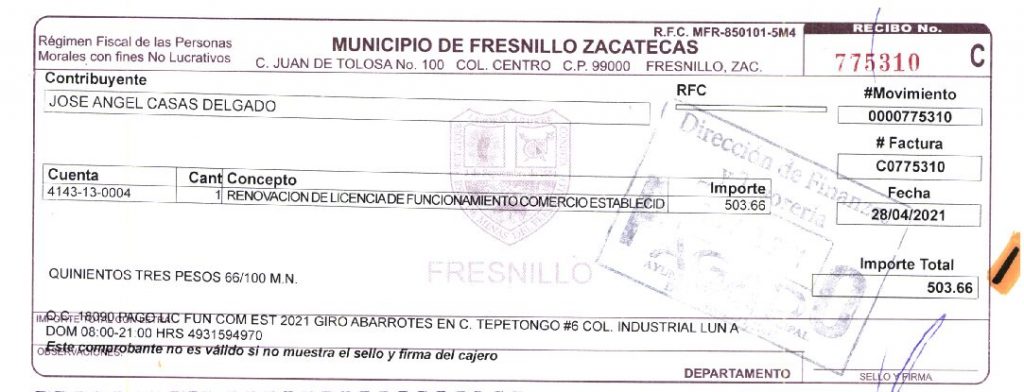 Régimen Fiscal de las Personas
Morales con fines No Lucrativos
R.F.C. MFR-850101-5M4
MUNICIPIO DE FRESNILLO ZACATECAS
C. JUAN DE TOLOSA No. 100 COL. CENTRO C.P. 99000 FRESNILLO, ZAC.
RECIBO No.
775310 C
Contribuyente
JOSE ANGEL CASAS DELGADO
RFC
#Movimiento
0000775310
# Factura
C0775310
Fecha
28/04/2021
Cuenta Cant Concepto Importe
4143-13-0004 1 RENOVACION DE LICENCIA DE FUNCIONAMIENTO COMERCIO ESTABLECID 503.66
Dirección de Finanzas
FRESNILLO
Importe Total
503.66
QUINIENTOS TRES PESOS 66/100 M.N.
O.C. 18090 PAGO LIC FUN COM EST 2021 GIRO ABARROTES EN C. TEPETONGO #6 COL. INDUSTRIAL LUN A
DOM 08:00-21:00 HRS 4931594970
Este comprobante no es válido si no muestra el sello y firma del cajero
OBSERVACIONES:
DEPARTAMENTO
SELLO Y FIRMA